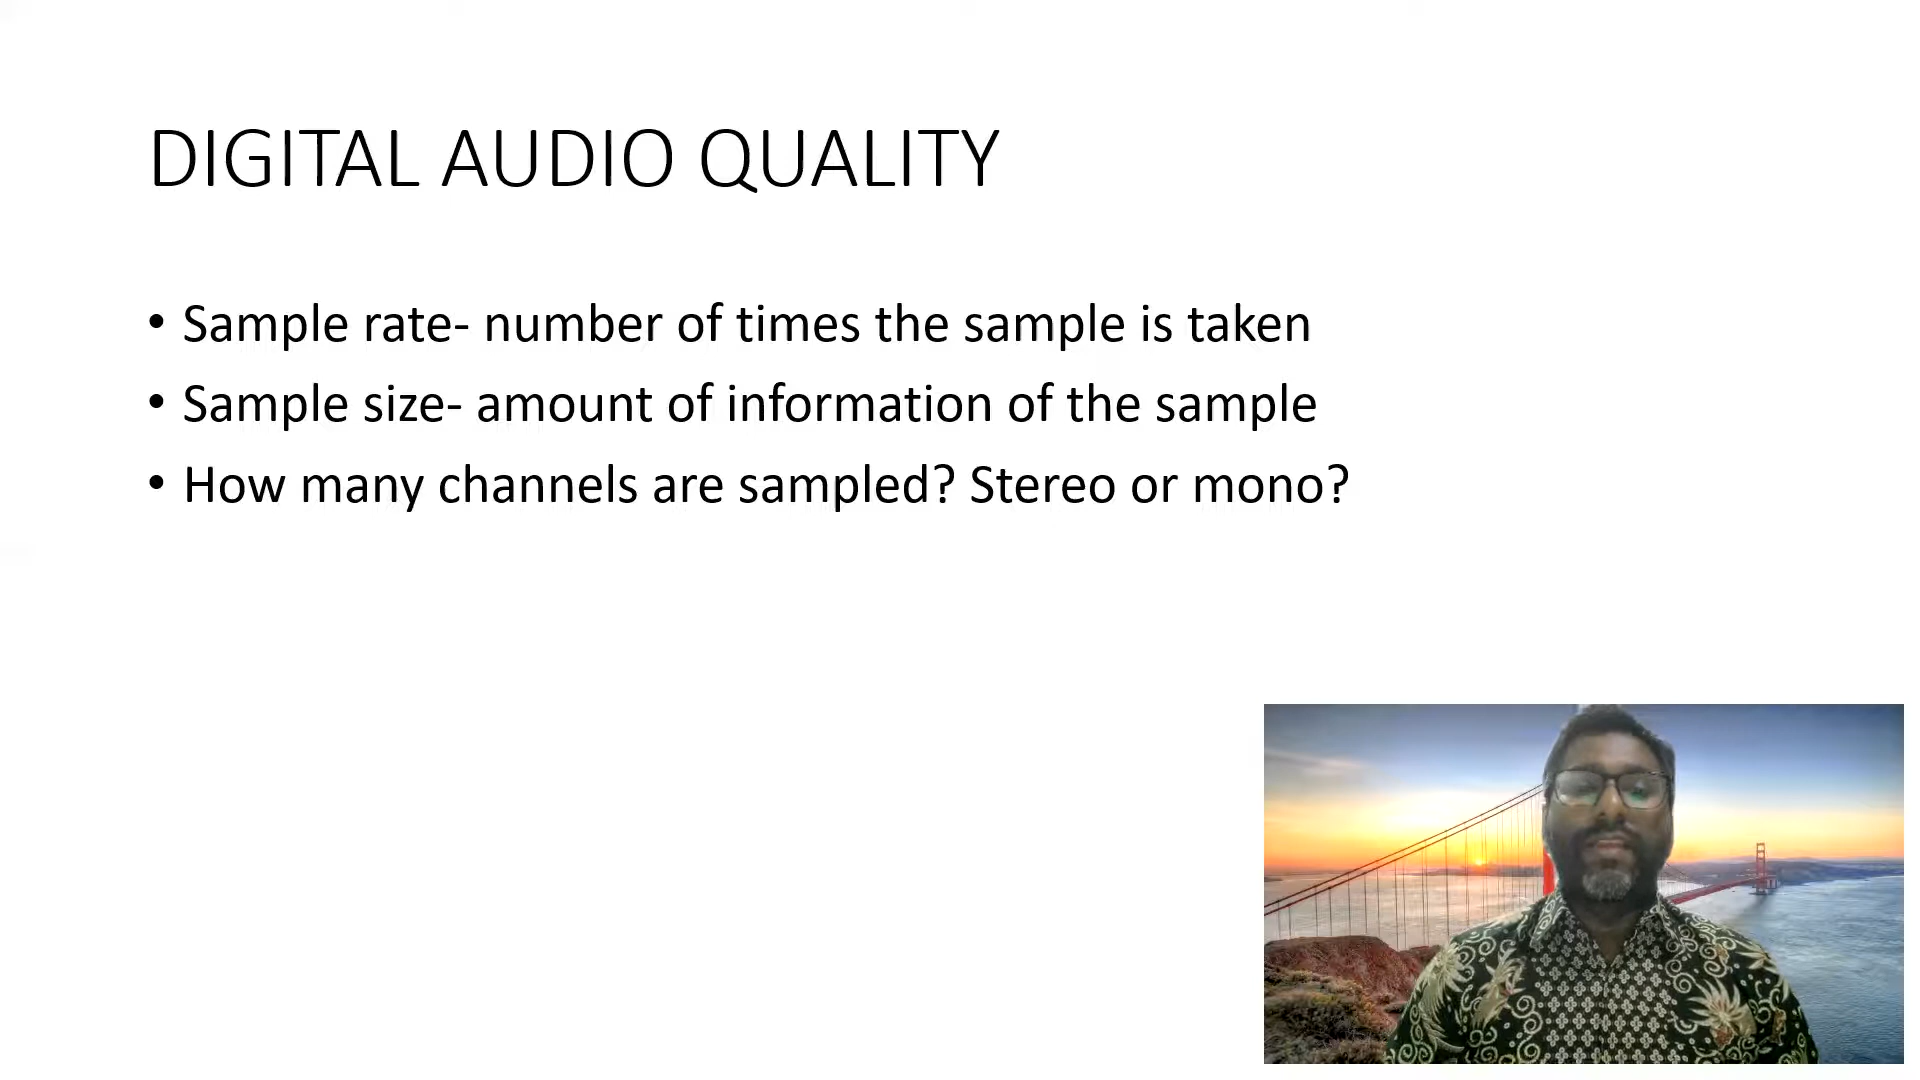 DIGITAL AUDIO QUALITY
• Sample rate- number of times the sample is taken
• Sample size- amount of information of the sample
• How many channels are sampled? Stereo or mono?